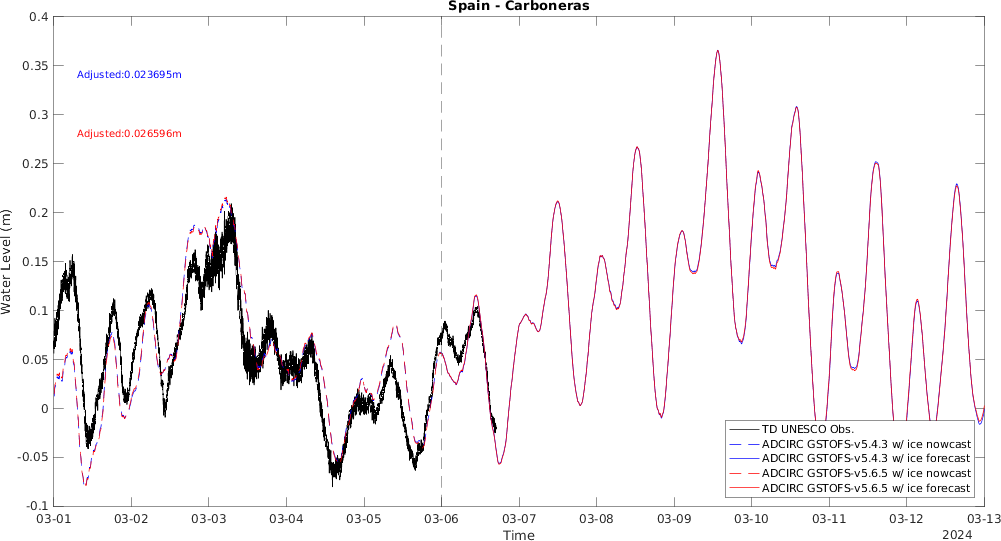 Spain - Carboneras
0.4
0.35
0.3
0.25
0.2
0.15
0.1
0.05
0
-0.05
-0.1
Water Level (m)
Adjusted:0.023695m
Adjusted:0.026596m
TD UNESCO Obs.
ADCIRC GSTOFS-v5.4.3 w/ ice nowcast
ADCIRC GSTOFS-v5.4.3 w/ ice forecast
ADCIRC GSTOFS-v5.6.5 w/ ice nowcast
ADCIRC GSTOFS-v5.6.5 w/ ice forecast
03-01 03-02 03-03 03-04 03-05 03-06 03-07 03-08 03-09 03-10 03-11 03-12 03-13
Time
2024